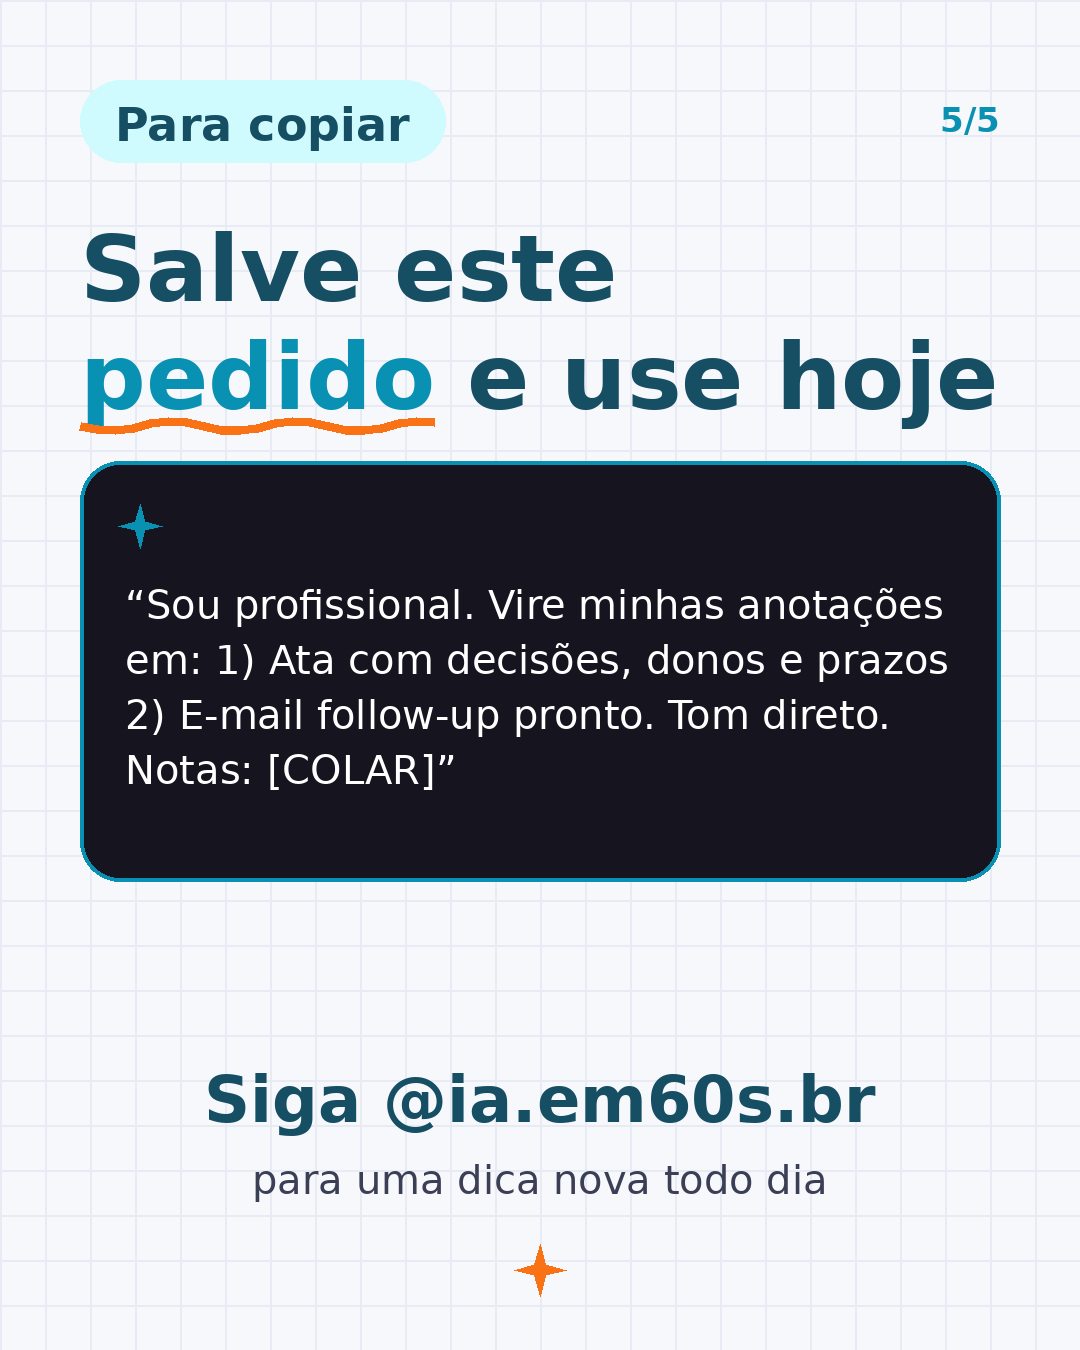 Para copiar
5/5
Salve este
pedido e use hoje
“Sou profissional. Vire minhas anotações
em: 1) Ata com decisões, donos e prazos
2) E-mail follow-up pronto. Tom direto.
Notas: [COLAR]”
Siga @ia.em60s.br
para uma dica nova todo dia